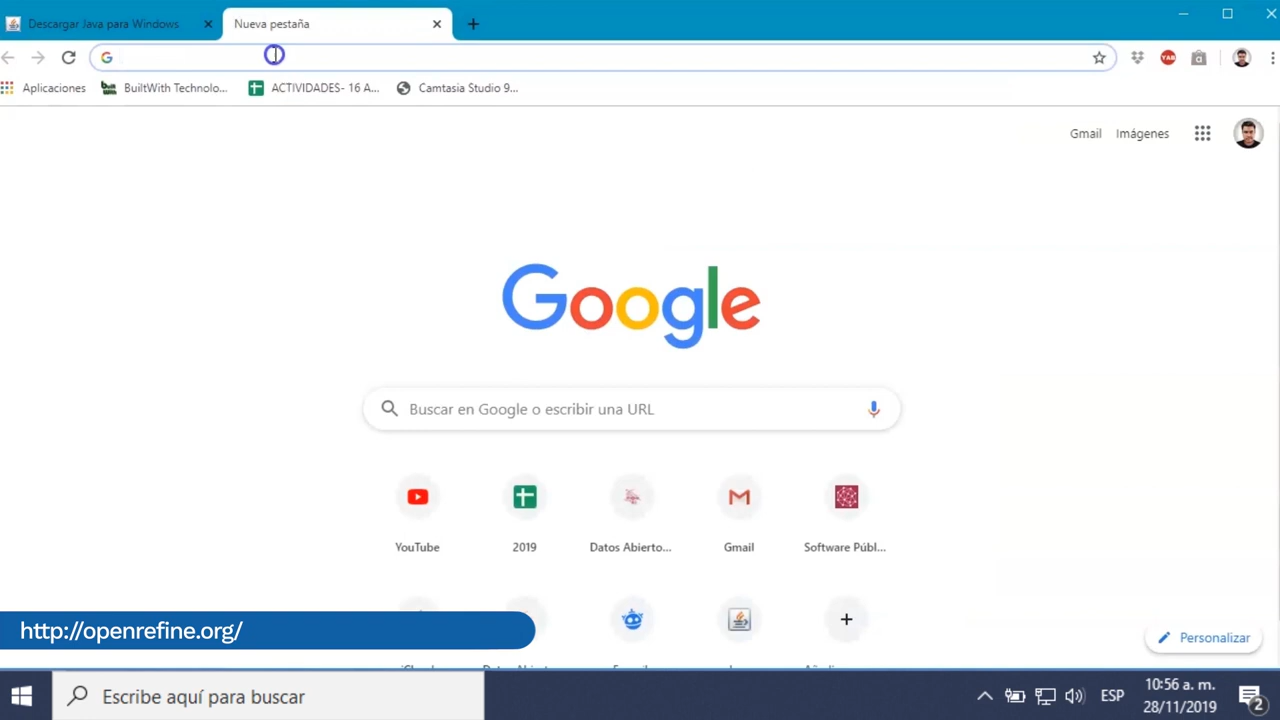 Descargar Java para Windows
Nueva pestaña
Aplicaciones
BuiltWith Technolo...
ACTIVIDADES- 16 A...
Camtasia Studio 9...
Gmail
Imágenes
Google
Buscar en Google o escribir una URL
YouTube
2019
Datos Abierto...
Gmail
Software Públ...
http://openrefine.org/
Personalizar
Escribe aquí para buscar
ESP
10:56 a. m.
28/11/2019
2